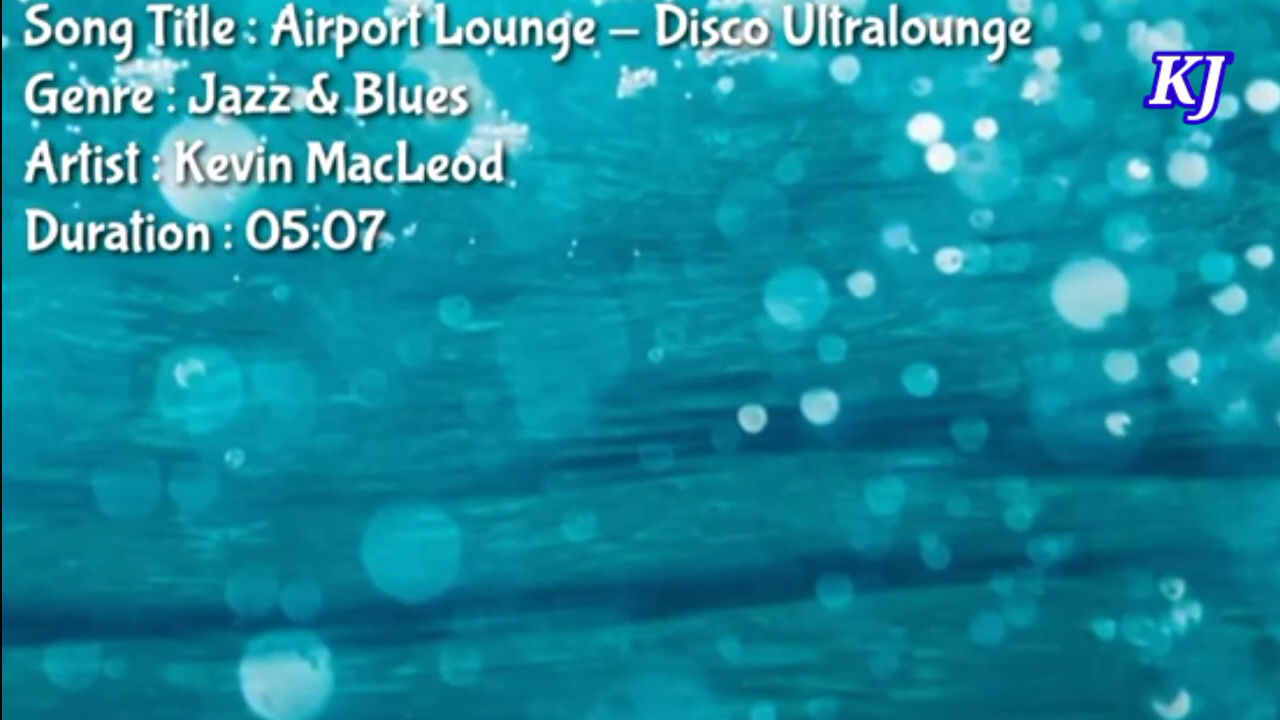 Song Title : Airport Lounge – Disco Ultralounge
KJ
Genre : Jazz & Blues
Artist : Kevin MacLeod
Duration : 05:07